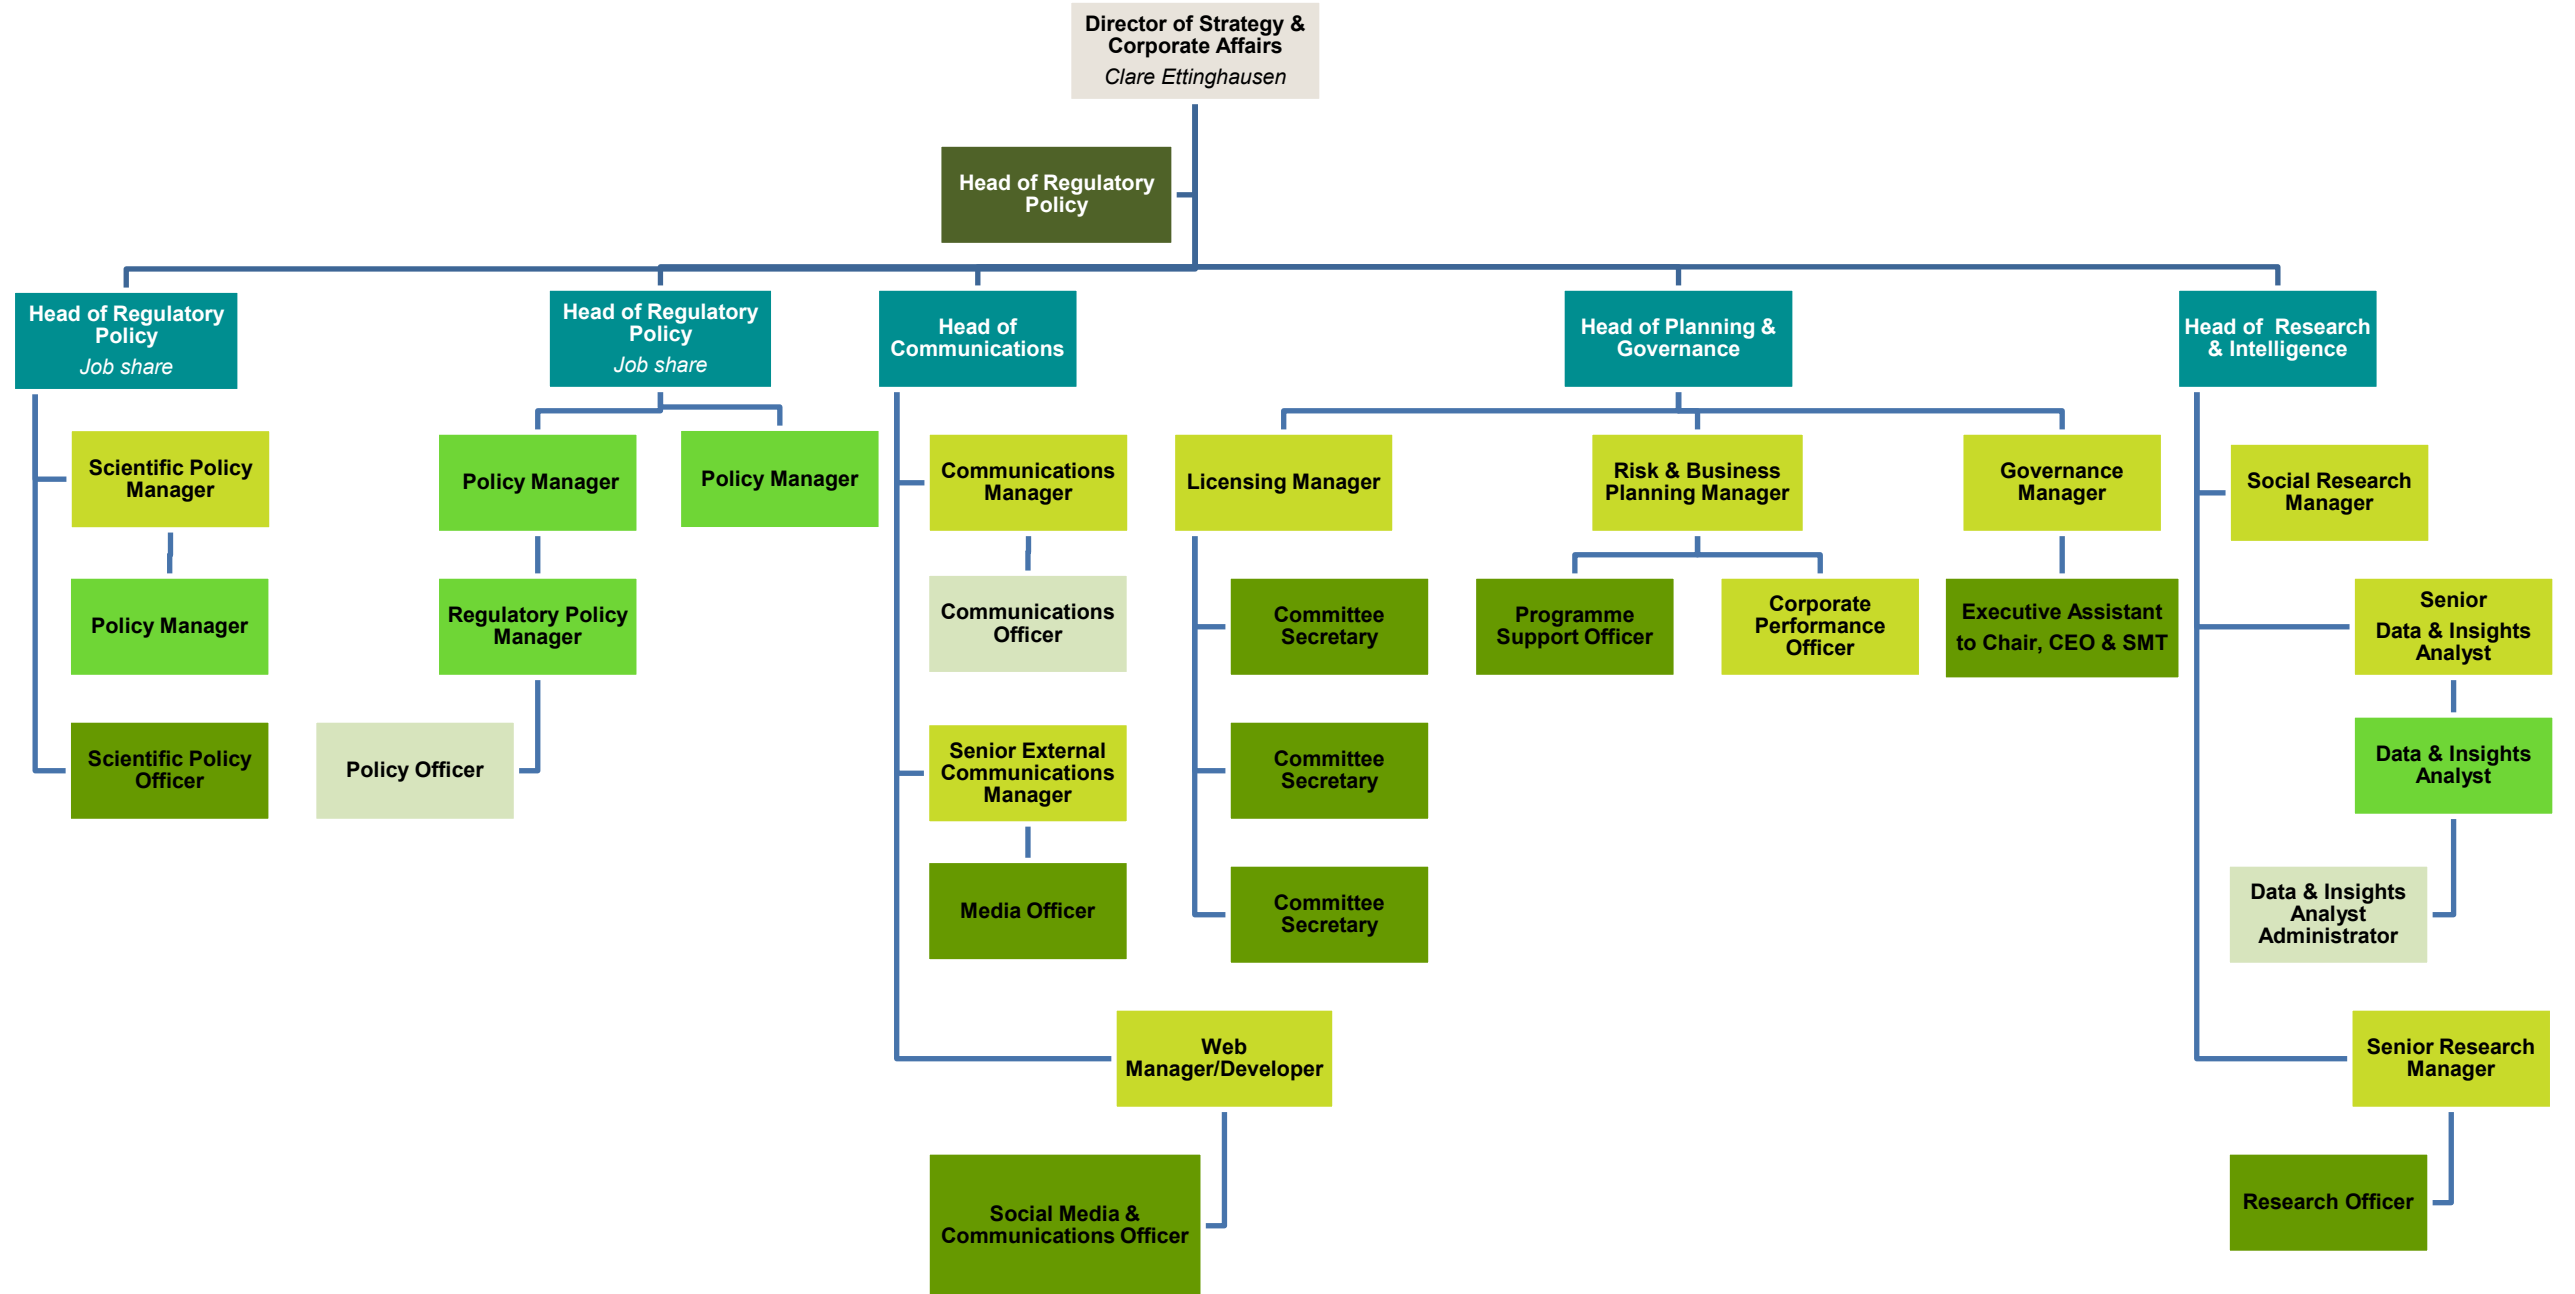 Director of Strategy &
Corporate Affairs
Clare Ettinghausen
Head of Regulatory
Policy
Head of Regulatory
Policy
Job share
Head of Regulatory
Policy
Job share
Head of
Communications
Head of Planning &
Governance
Head of  Research
& Intelligence
Scientific Policy
Manager
Policy Manager
Policy Manager
Communications
Manager
Licensing Manager
Risk & Business
Planning Manager
Governance
Manager
Social Research
Manager
Policy Manager
Regulatory Policy
Manager
Communications
Officer
Committee
Secretary
Programme
Support Officer
Corporate
Performance
Officer
Executive Assistant
to Chair, CEO & SMT
Senior
Data & Insights
Analyst
Scientific Policy
Officer
Policy Officer
Senior External
Communications
Manager
Committee
Secretary
Data & Insights
Analyst
Media Officer
Committee
Secretary
Data & Insights
Analyst
Administrator
Web
Manager/Developer
Senior Research
Manager
Social Media &
Communications Officer
Research Officer